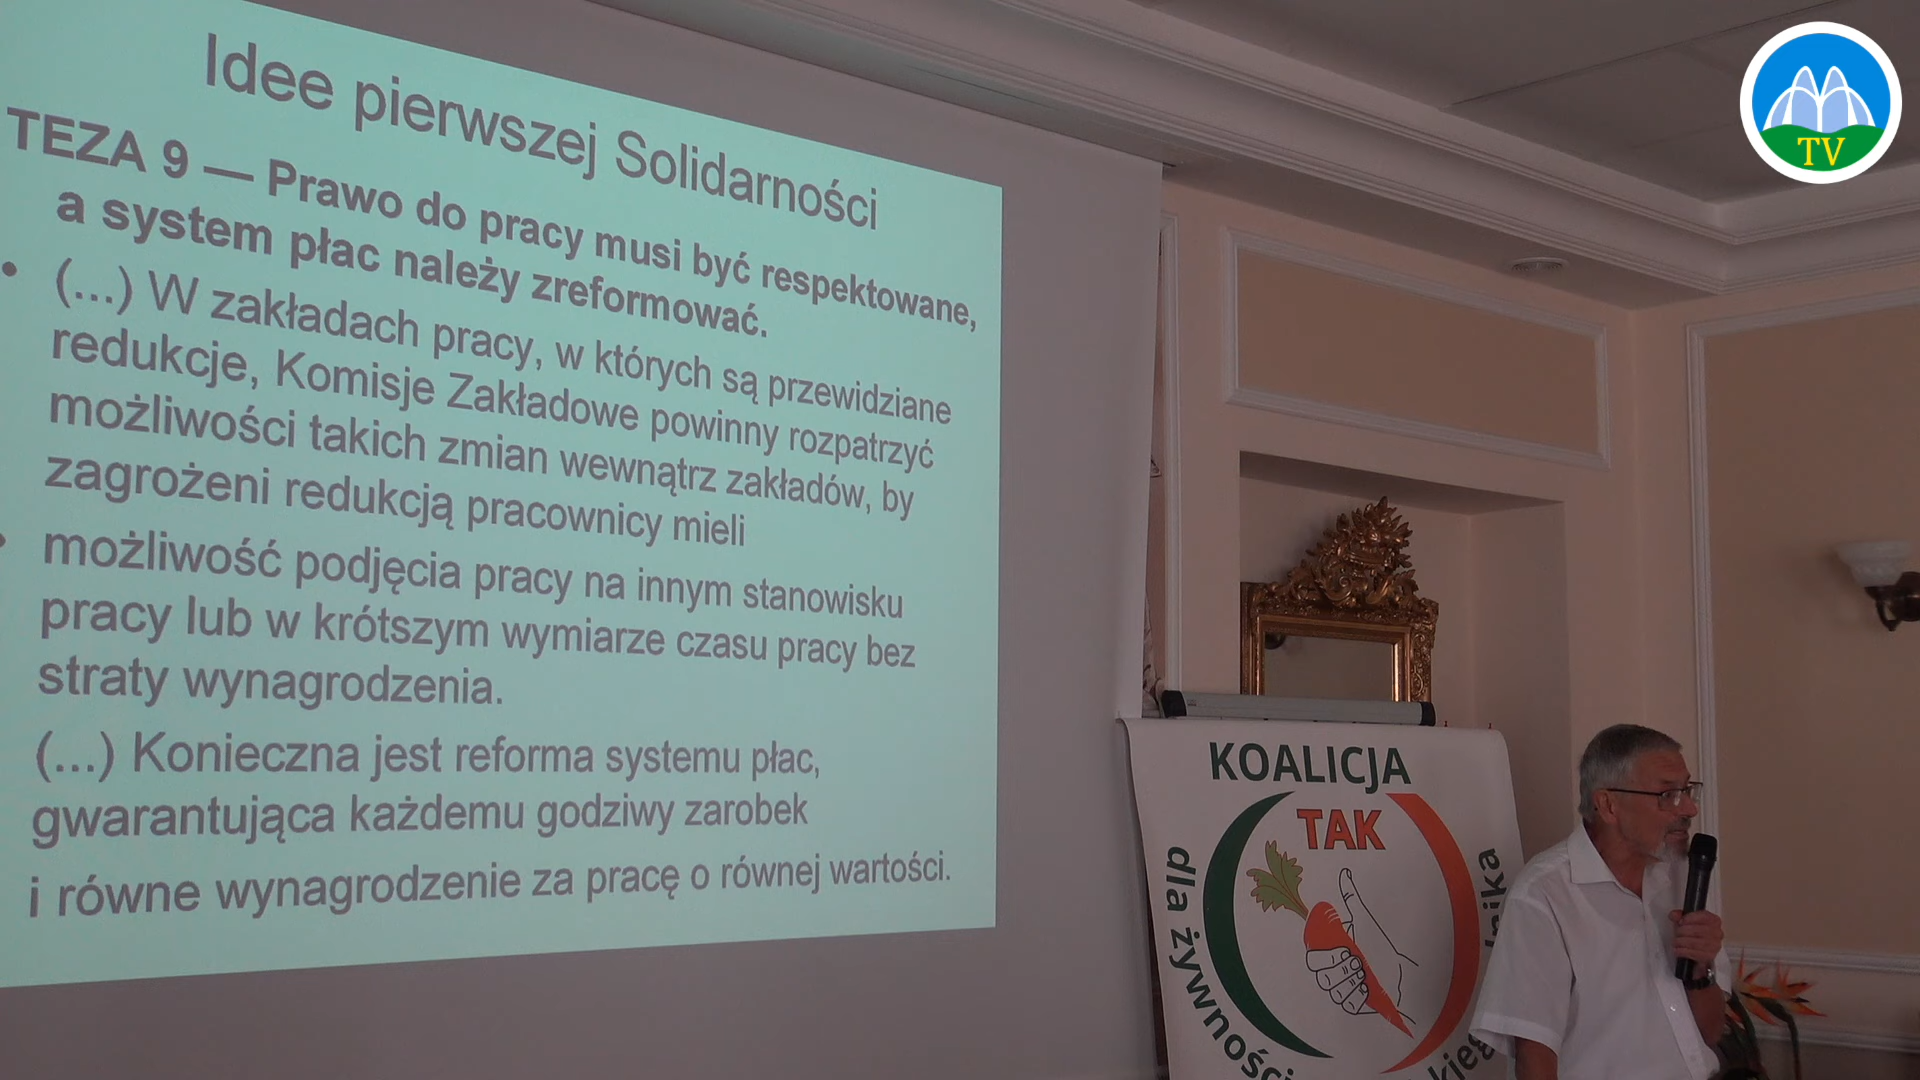 Idee pierwszej Solidarności
TEZA 9 — Prawo do pracy musi być respektowane,
a system płac należy zreformować.
• (...) W zakładach pracy, w których są przewidziane
redukcje, Komisje Zakładowe powinny rozpatrzyć
możliwości takich zmian wewnątrz zakładów, by
zagrożeni redukcją pracownicy mieli
• możliwość podjęcia pracy na innym stanowisku
pracy lub w krótszym wymiarze czasu pracy bez
straty wynagrodzenia.
(...) Konieczna jest reforma systemu płac,
gwarantująca każdemu godziwy zarobek
i równe wynagrodzenie za pracę o równej wartości.
TV
KOALICJA
TAK
dla żywności